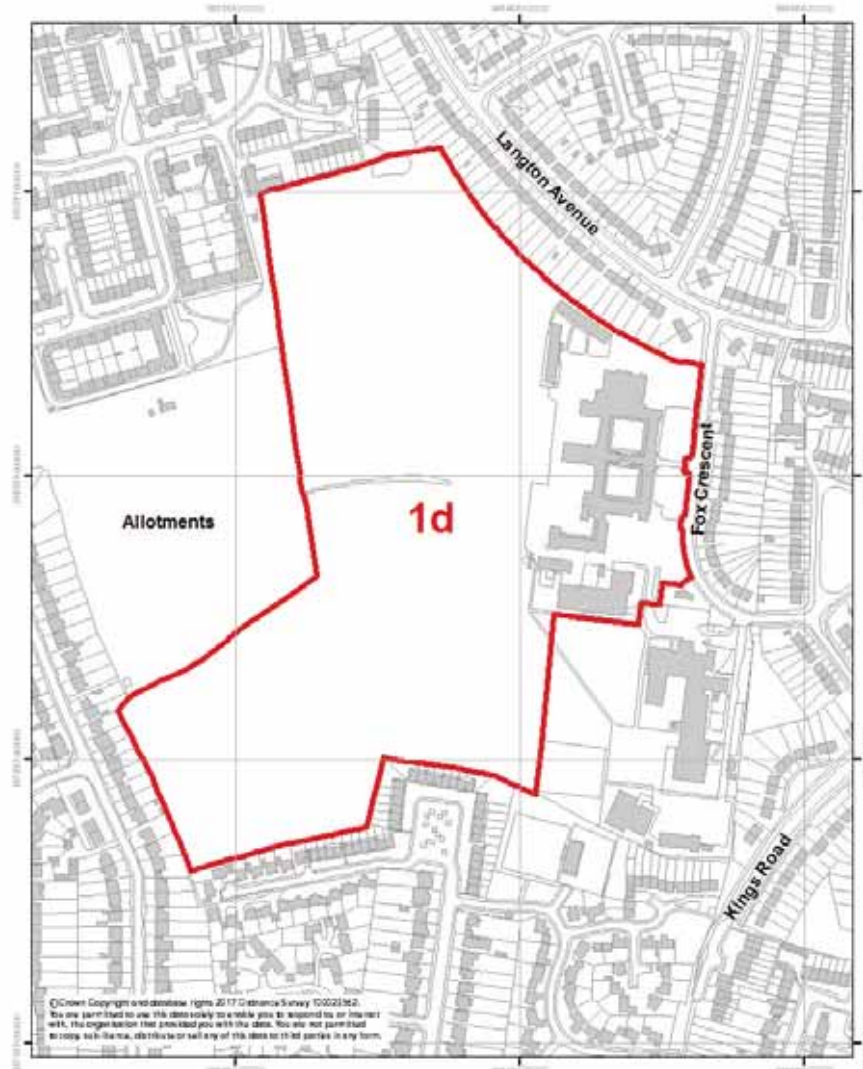 Langton Avenue
Fox Crescent
Allotments
1d
Kings Road
© Crown Copyright and database rights 2017 Ordnance Survey
You are permitted to use this data solely to enable you to respond to, or interact
with, the organisation that provided you with the data. You are not permitted
to copy, sub-licence, distribute or sell any of this data to third parties in any form.